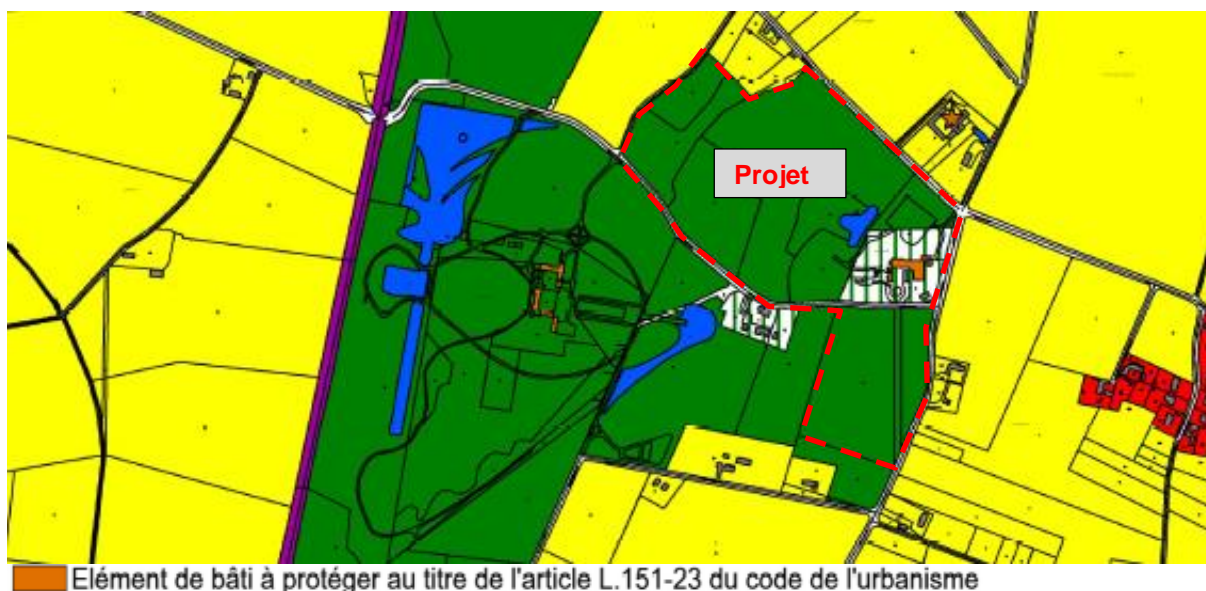 Projet
Elément de bâti à protéger au titre de l'article L.151-23 du code de l'urbanisme